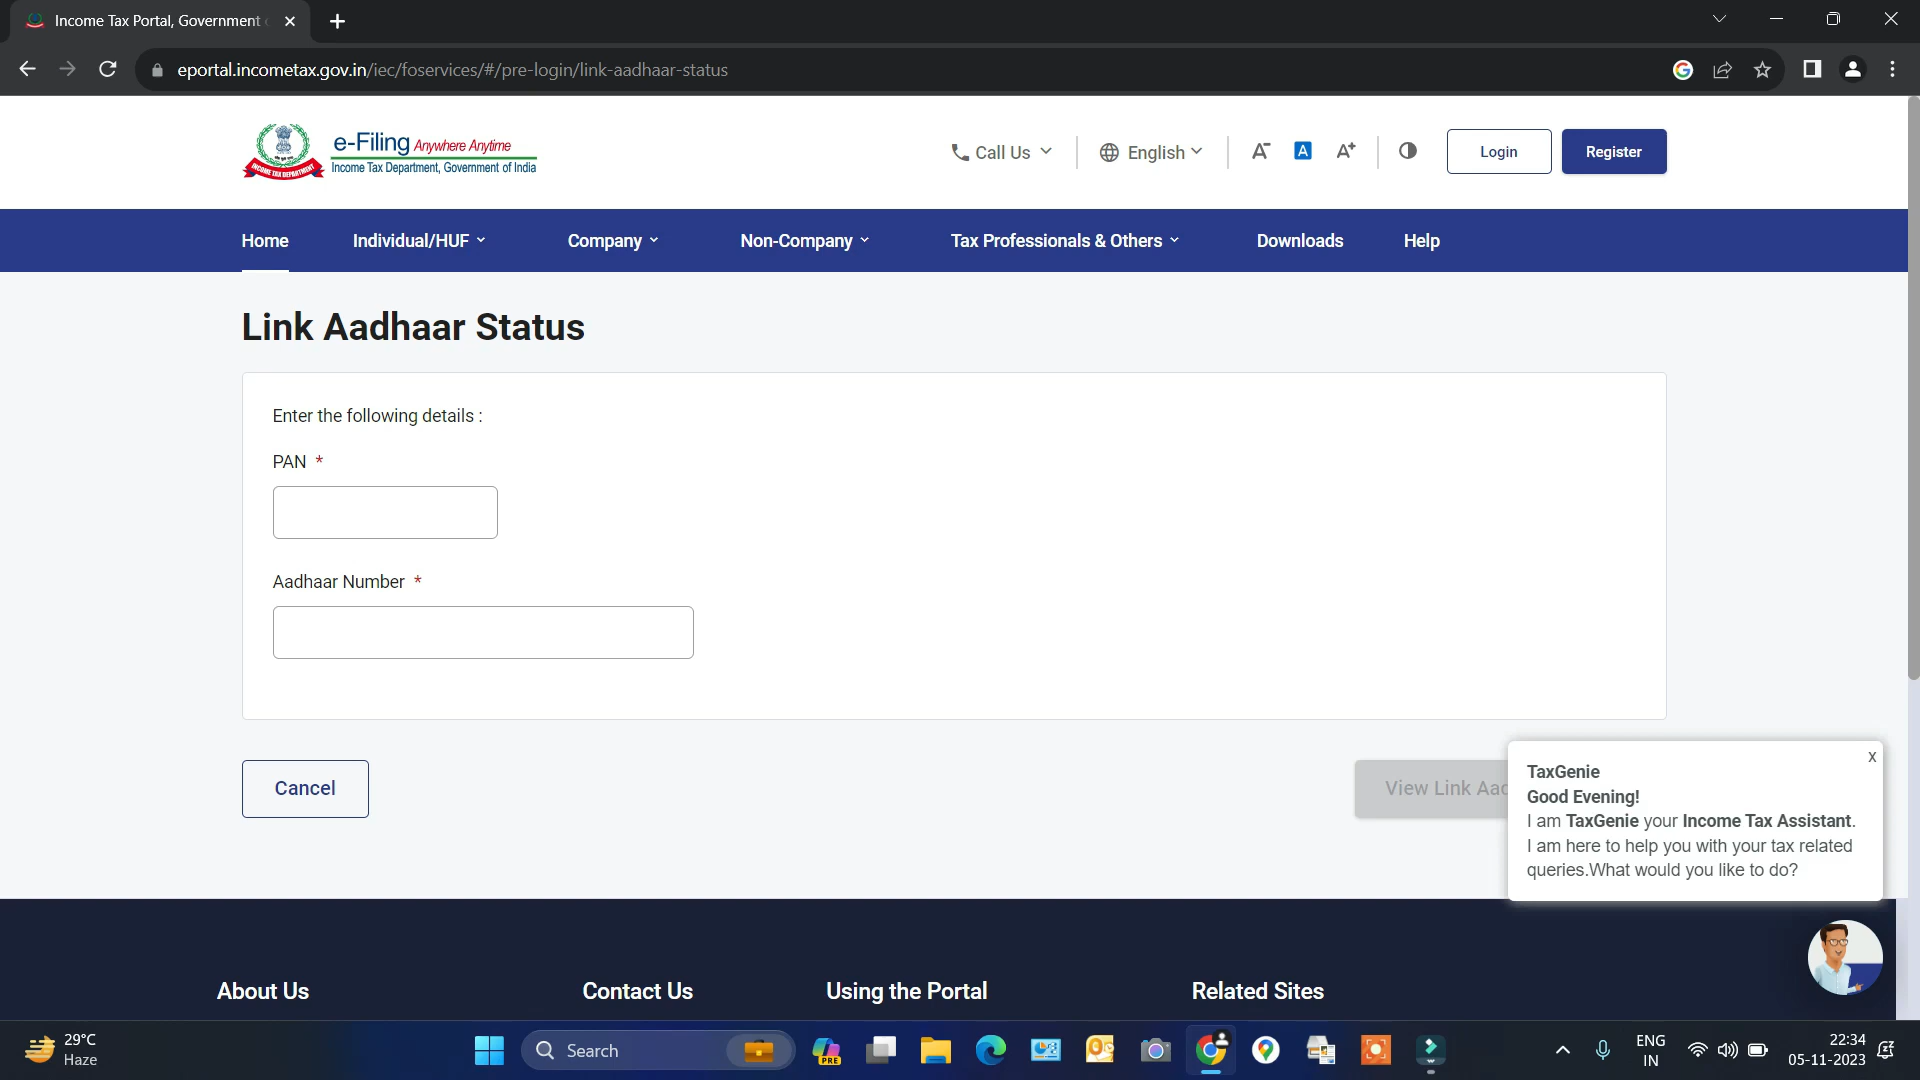 Income Tax Portal, Government
eportal.incometax.gov.in/iec/foservices/#/pre-login/link-aadhaar-status
e-Filing Anywhere Anytime
Income Tax Department, Government of India
INCOME TAX DEPARTMENT
Call Us
English
A-
A
A+
Login
Register
Home
Individual/HUF
Company
Non-Company
Tax Professionals & Others
Downloads
Help
Link Aadhaar Status
Enter the following details :
PAN *
Aadhaar Number *
Cancel
View Link Aad
x
TaxGenie
Good Evening!
I am TaxGenie your Income Tax Assistant.
I am here to help you with your tax related
queries.What would you like to do?
About Us
Contact Us
Using the Portal
Related Sites
29°C
Haze
Search
PRE
ENG
IN
22:34
05-11-2023